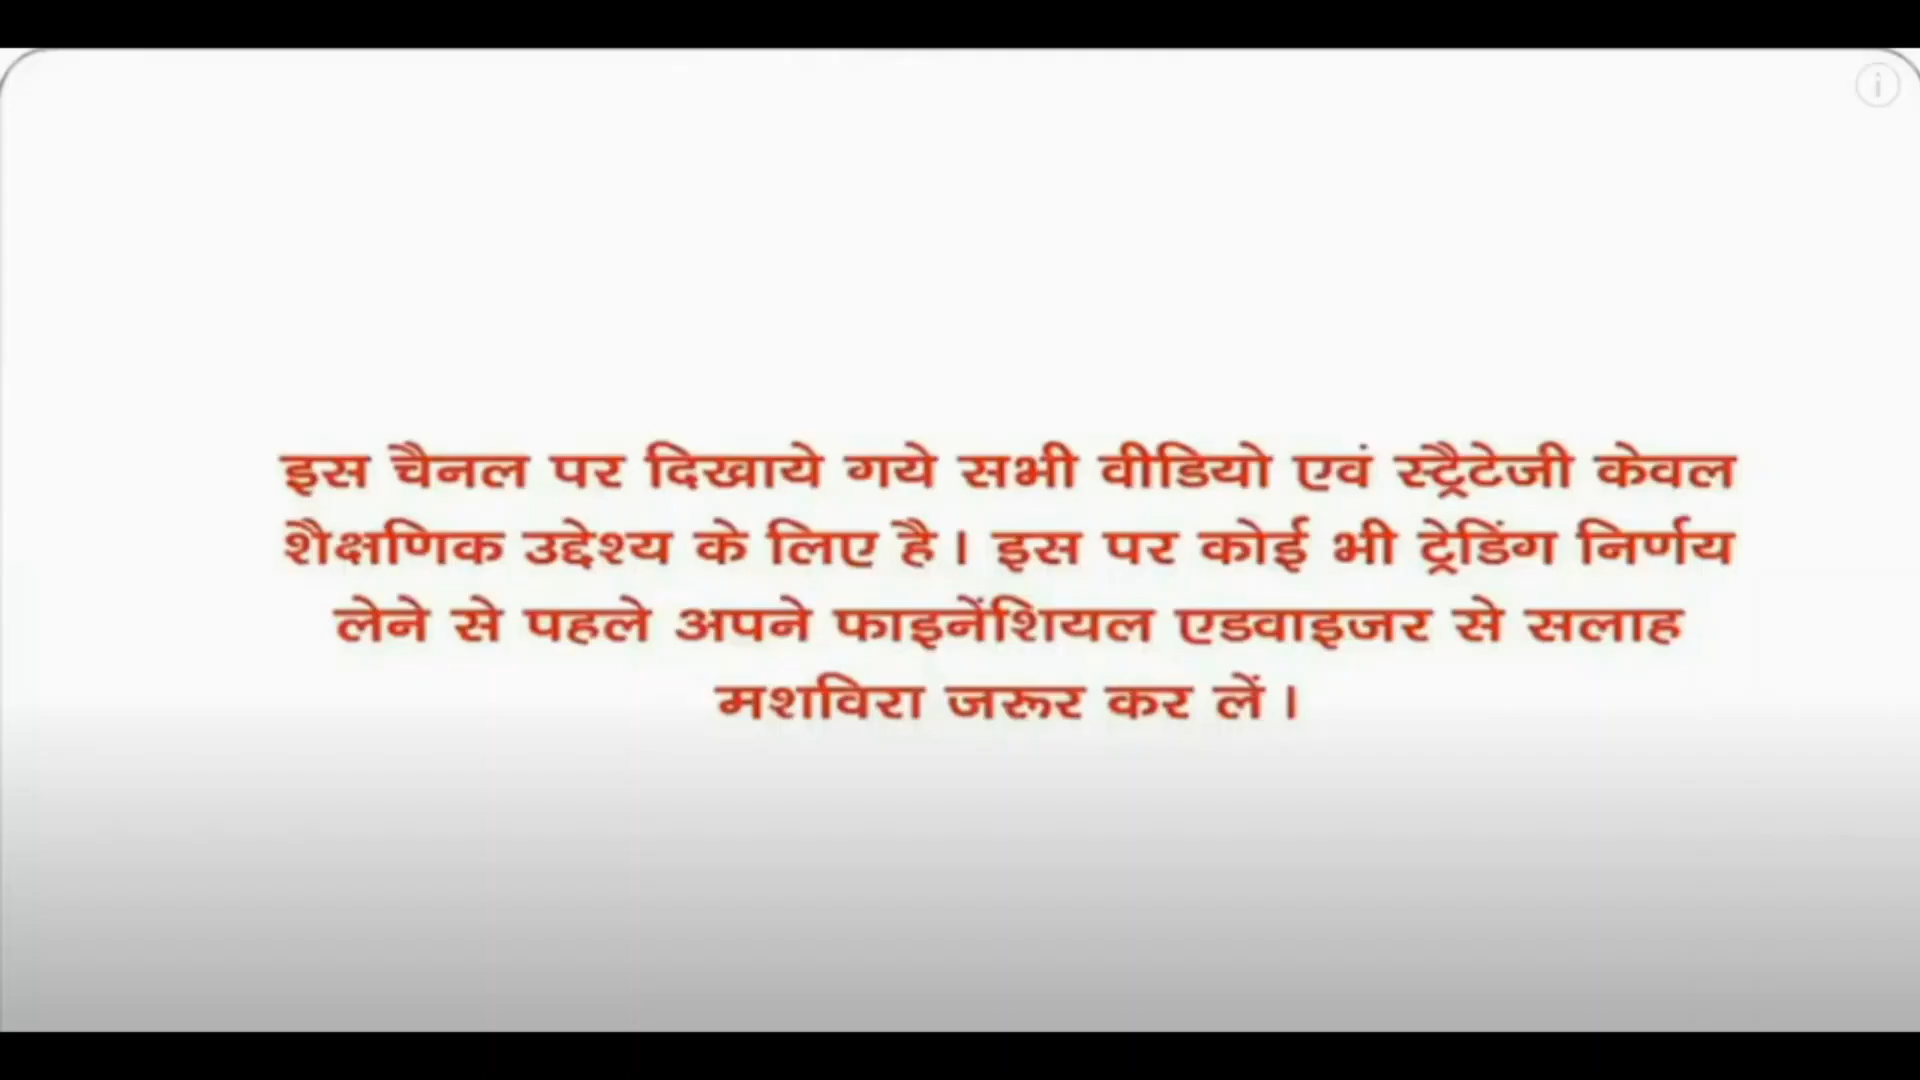 इस चैनल पर दिखाये गये सभी वीडियो एवं स्ट्रैटेजी केवल
शैक्षणिक उद्देश्य के लिए है। इस पर कोई भी ट्रेडिंग निर्णय
लेने से पहले अपने फाइनेंशियल एडवाइजर से सलाह
मशविरा जरूर कर लें।